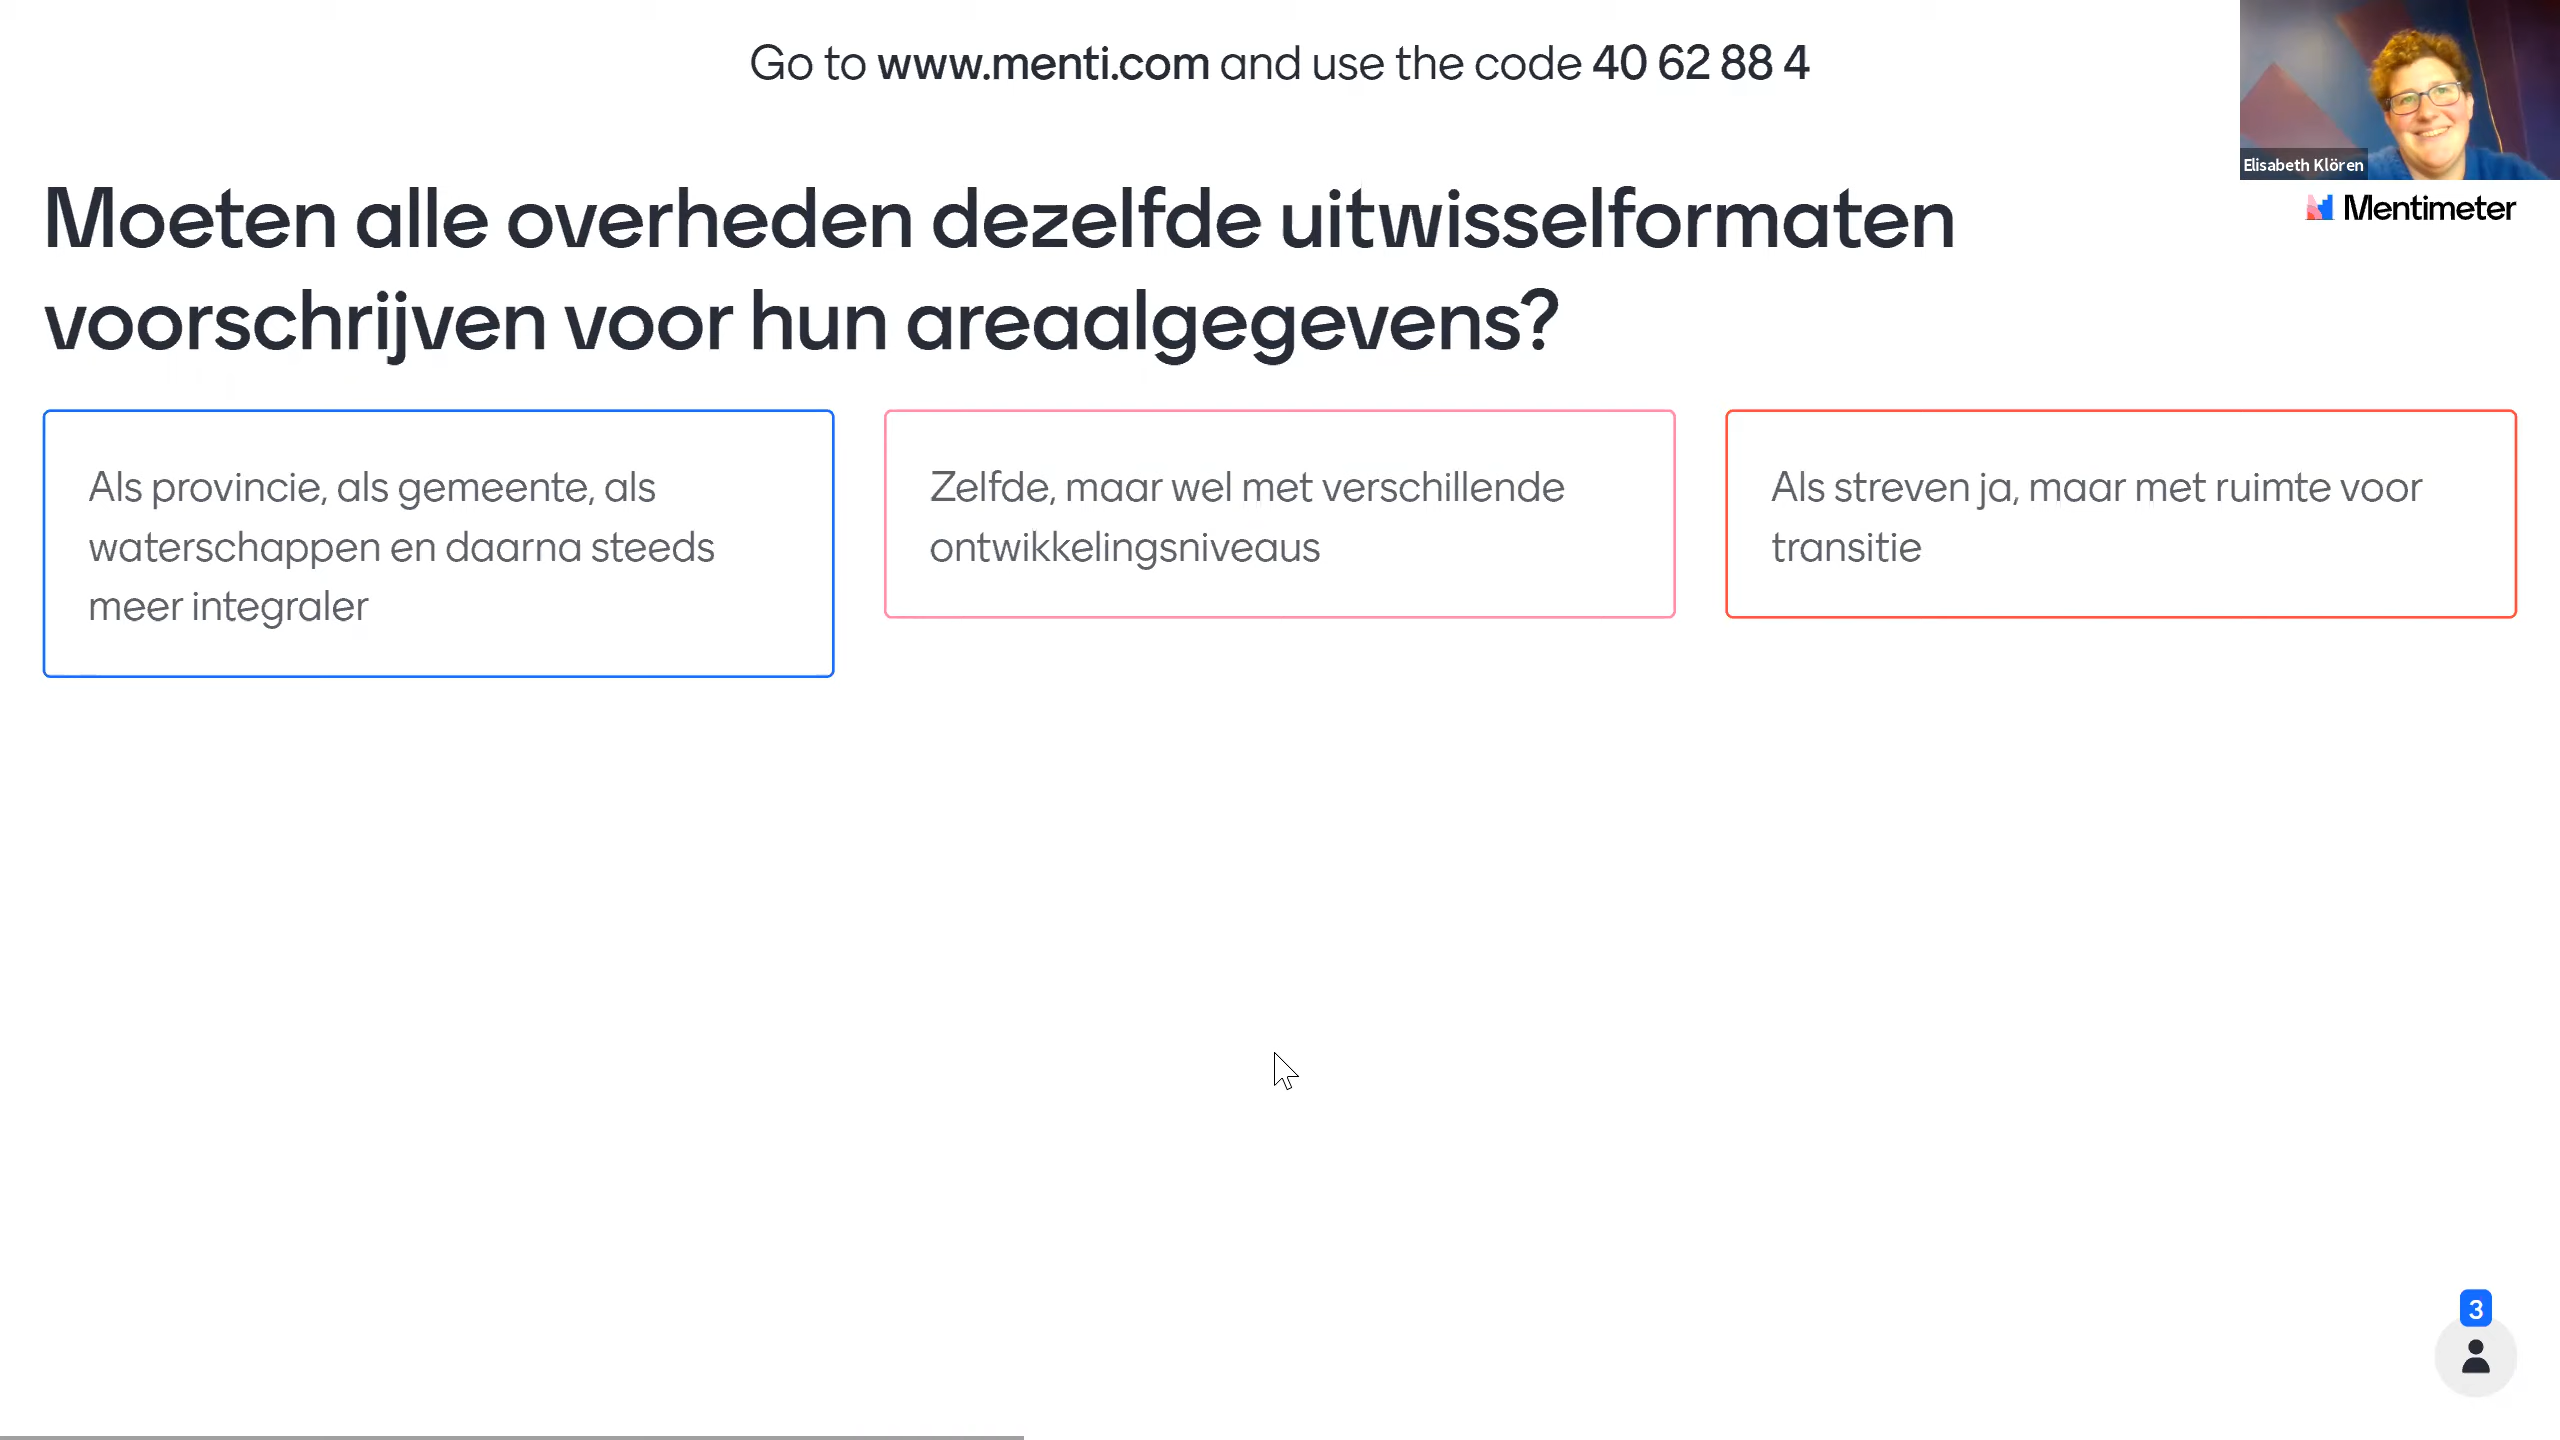 Go to www.menti.com and use the code 40 62 88 4
Elisabeth Klören
Mentimeter
Moeten alle overheden dezelfde uitwisselformaten
voorschrijven voor hun areaalgegevens?
Als provincie, als gemeente, als
waterschappen en daarna steeds
meer integraler
Zelfde, maar wel met verschillende
ontwikkelingsniveaus
Als streven ja, maar met ruimte voor
transitie
3